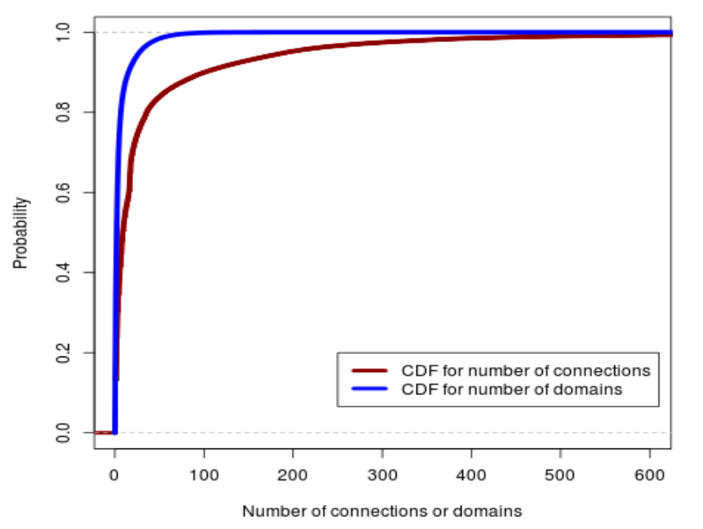 1.0
0.8
0.6
0.4
0.2
0.0
Probability
CDF for number of connections
CDF for number of domains
0 100 200 300 400 500 600
Number of connections or domains